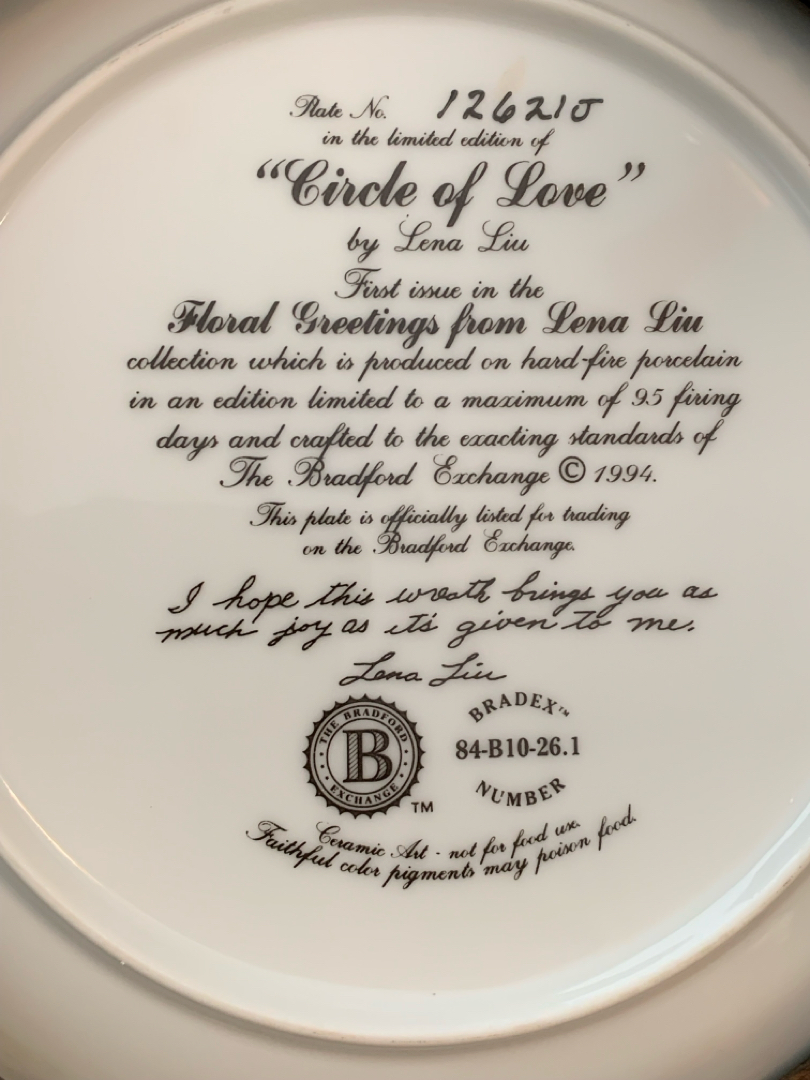 Plate No. 12621J
in the limited edition of
"Circle of Love"
by Lena Liu
First issue in the
Floral Greetings from Lena Liu
collection which is produced on hard-fire porcelain
in an edition limited to a maximum of 95 firing
days and crafted to the exacting standards of
The Bradford Exchange © 1994.
This plate is officially listed for trading
on the Bradford Exchange.
I hope this wreath brings you as
much joy as it's given to me.
Lena Liu
THE BRADFORD
B
EXCHANGE
TM
BRADEX™
84-B10-26.1
NUMBER
Ceramic Art - not for food use.
Faithful color pigments may poison food.